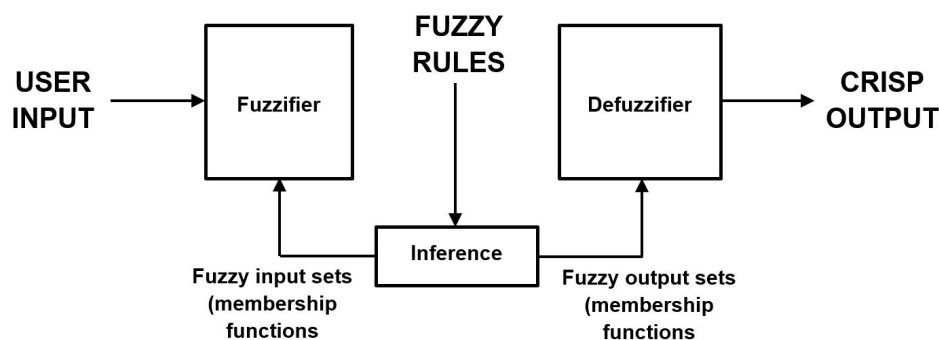 USER
INPUT
Fuzzifier
FUZZY
RULES
Defuzzifier
CRISP
OUTPUT
Inference
Fuzzy input sets
(membership
functions
Fuzzy output sets
(membership
functions